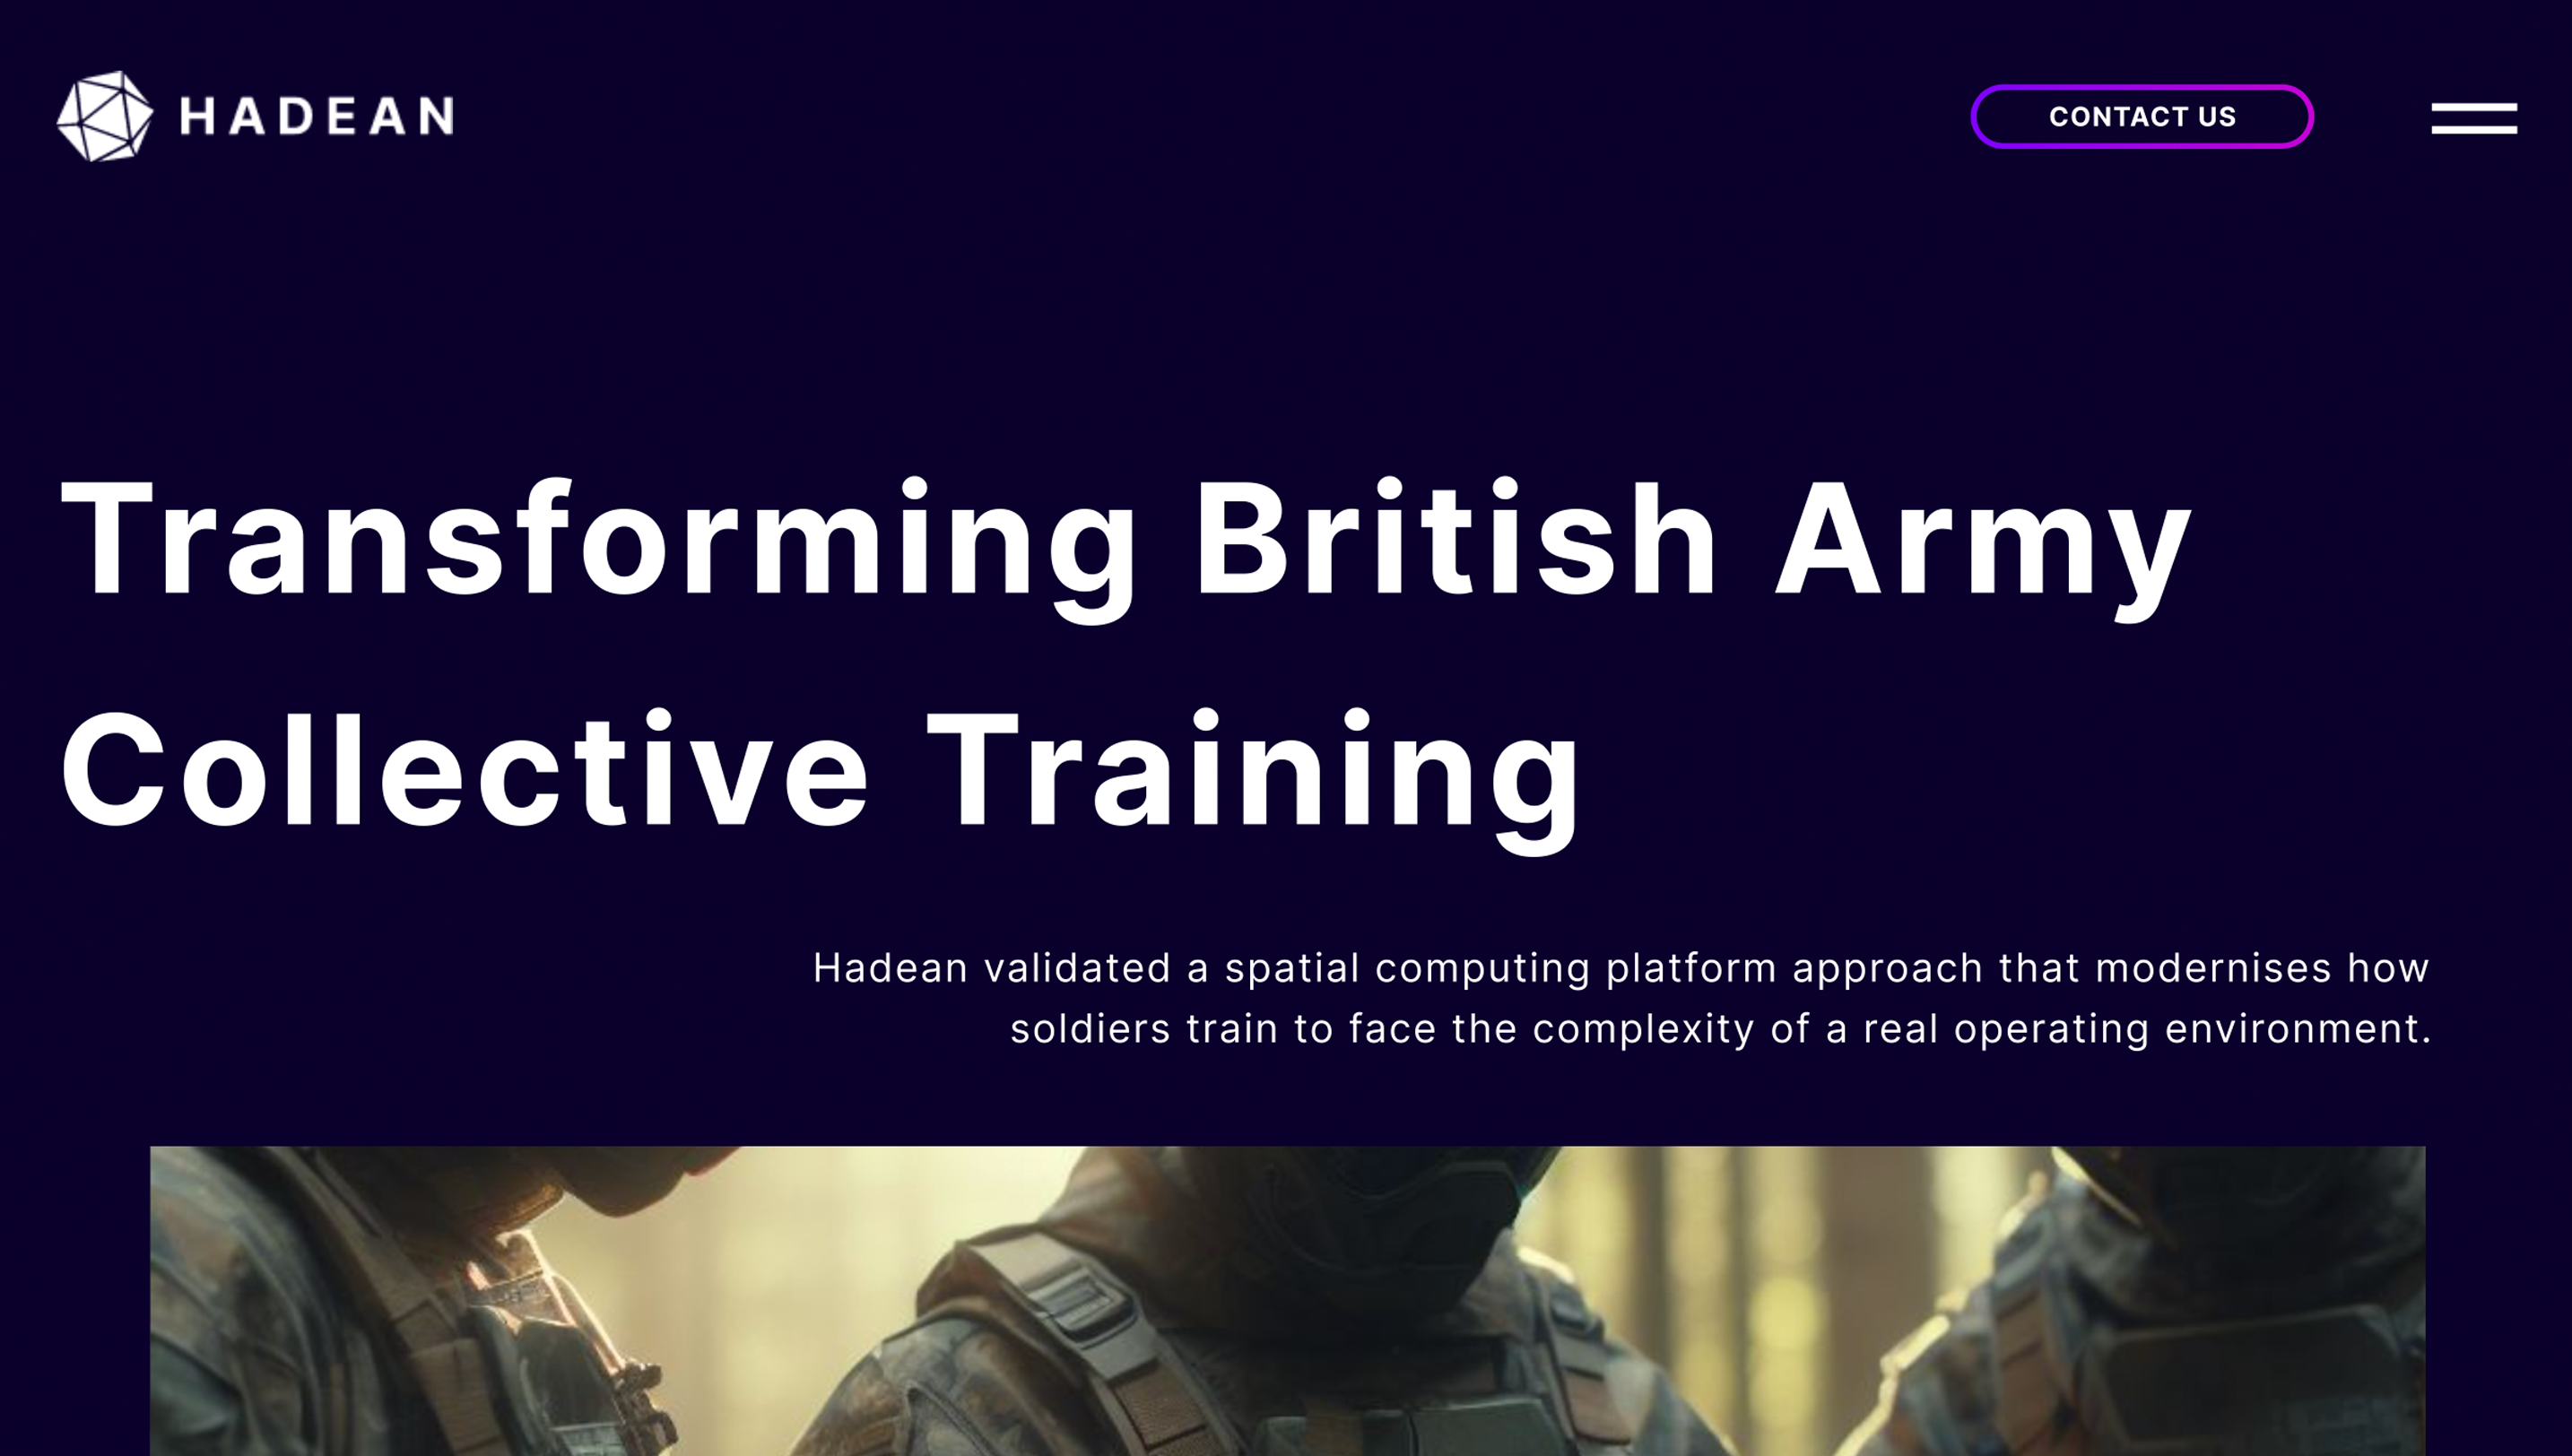 HADEAN
CONTACT US
Transforming British Army
Collective Training
Hadean validated a spatial computing platform approach that modernises how
soldiers train to face the complexity of a real operating environment.